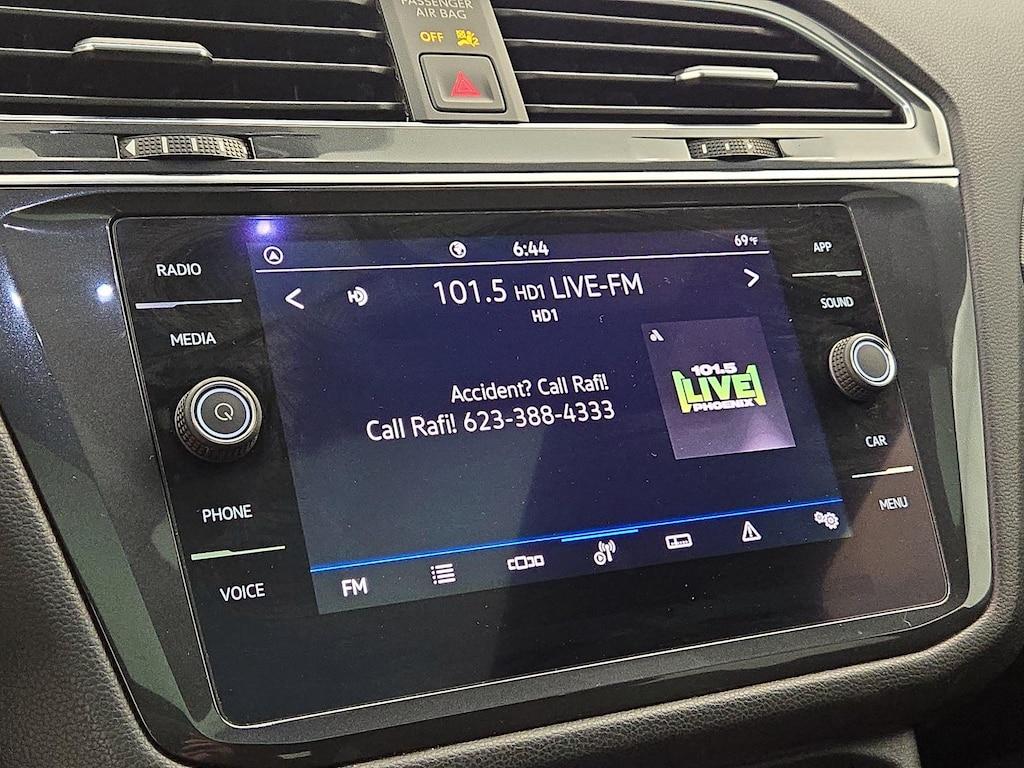 PASSENGER
AIR BAG
OFF
2
RADIO
MEDIA
PHONE
VOICE
6:44
69°F
101.5 HD1 LIVE-FM
HD1
Accident? Call Rafi!
Call Rafi! 623-388-4333
101.5
[LIVE]
PHOENIX
FM
APP
SOUND
CAR
MENU